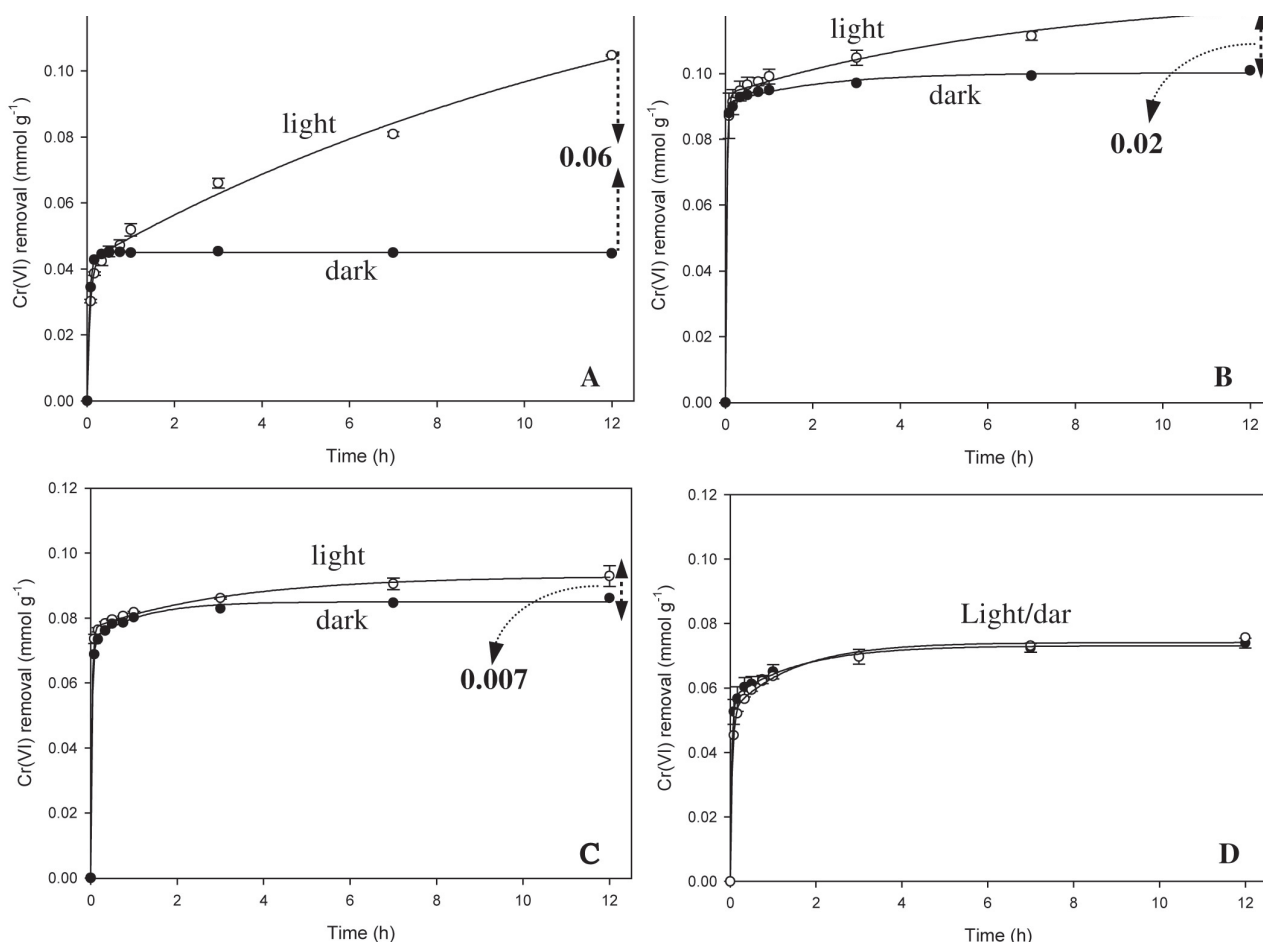 Cr(VI) removal (mmol g⁻¹)
0.10
0.08
0.06
0.04
0.02
0.00
light
0.06
dark
A
0 2 4 6 8 10 12
Time (h)
Cr(VI) removal (mmol g⁻¹)
0.10
0.08
0.06
0.04
0.02
0.00
light
dark
0.02
B
0 2 4 6 8 10 12
Time (h)
Cr(VI) removal (mmol g⁻¹)
0.12
0.10
0.08
0.06
0.04
0.02
0.00
light
dark
0.007
C
0 2 4 6 8 10 12
Time (h)
Cr(VI) removal (mmol g⁻¹)
0.12
0.10
0.08
0.06
0.04
0.02
0.00
Light/dar
D
0 2 4 6 8 10 12
Time (h)